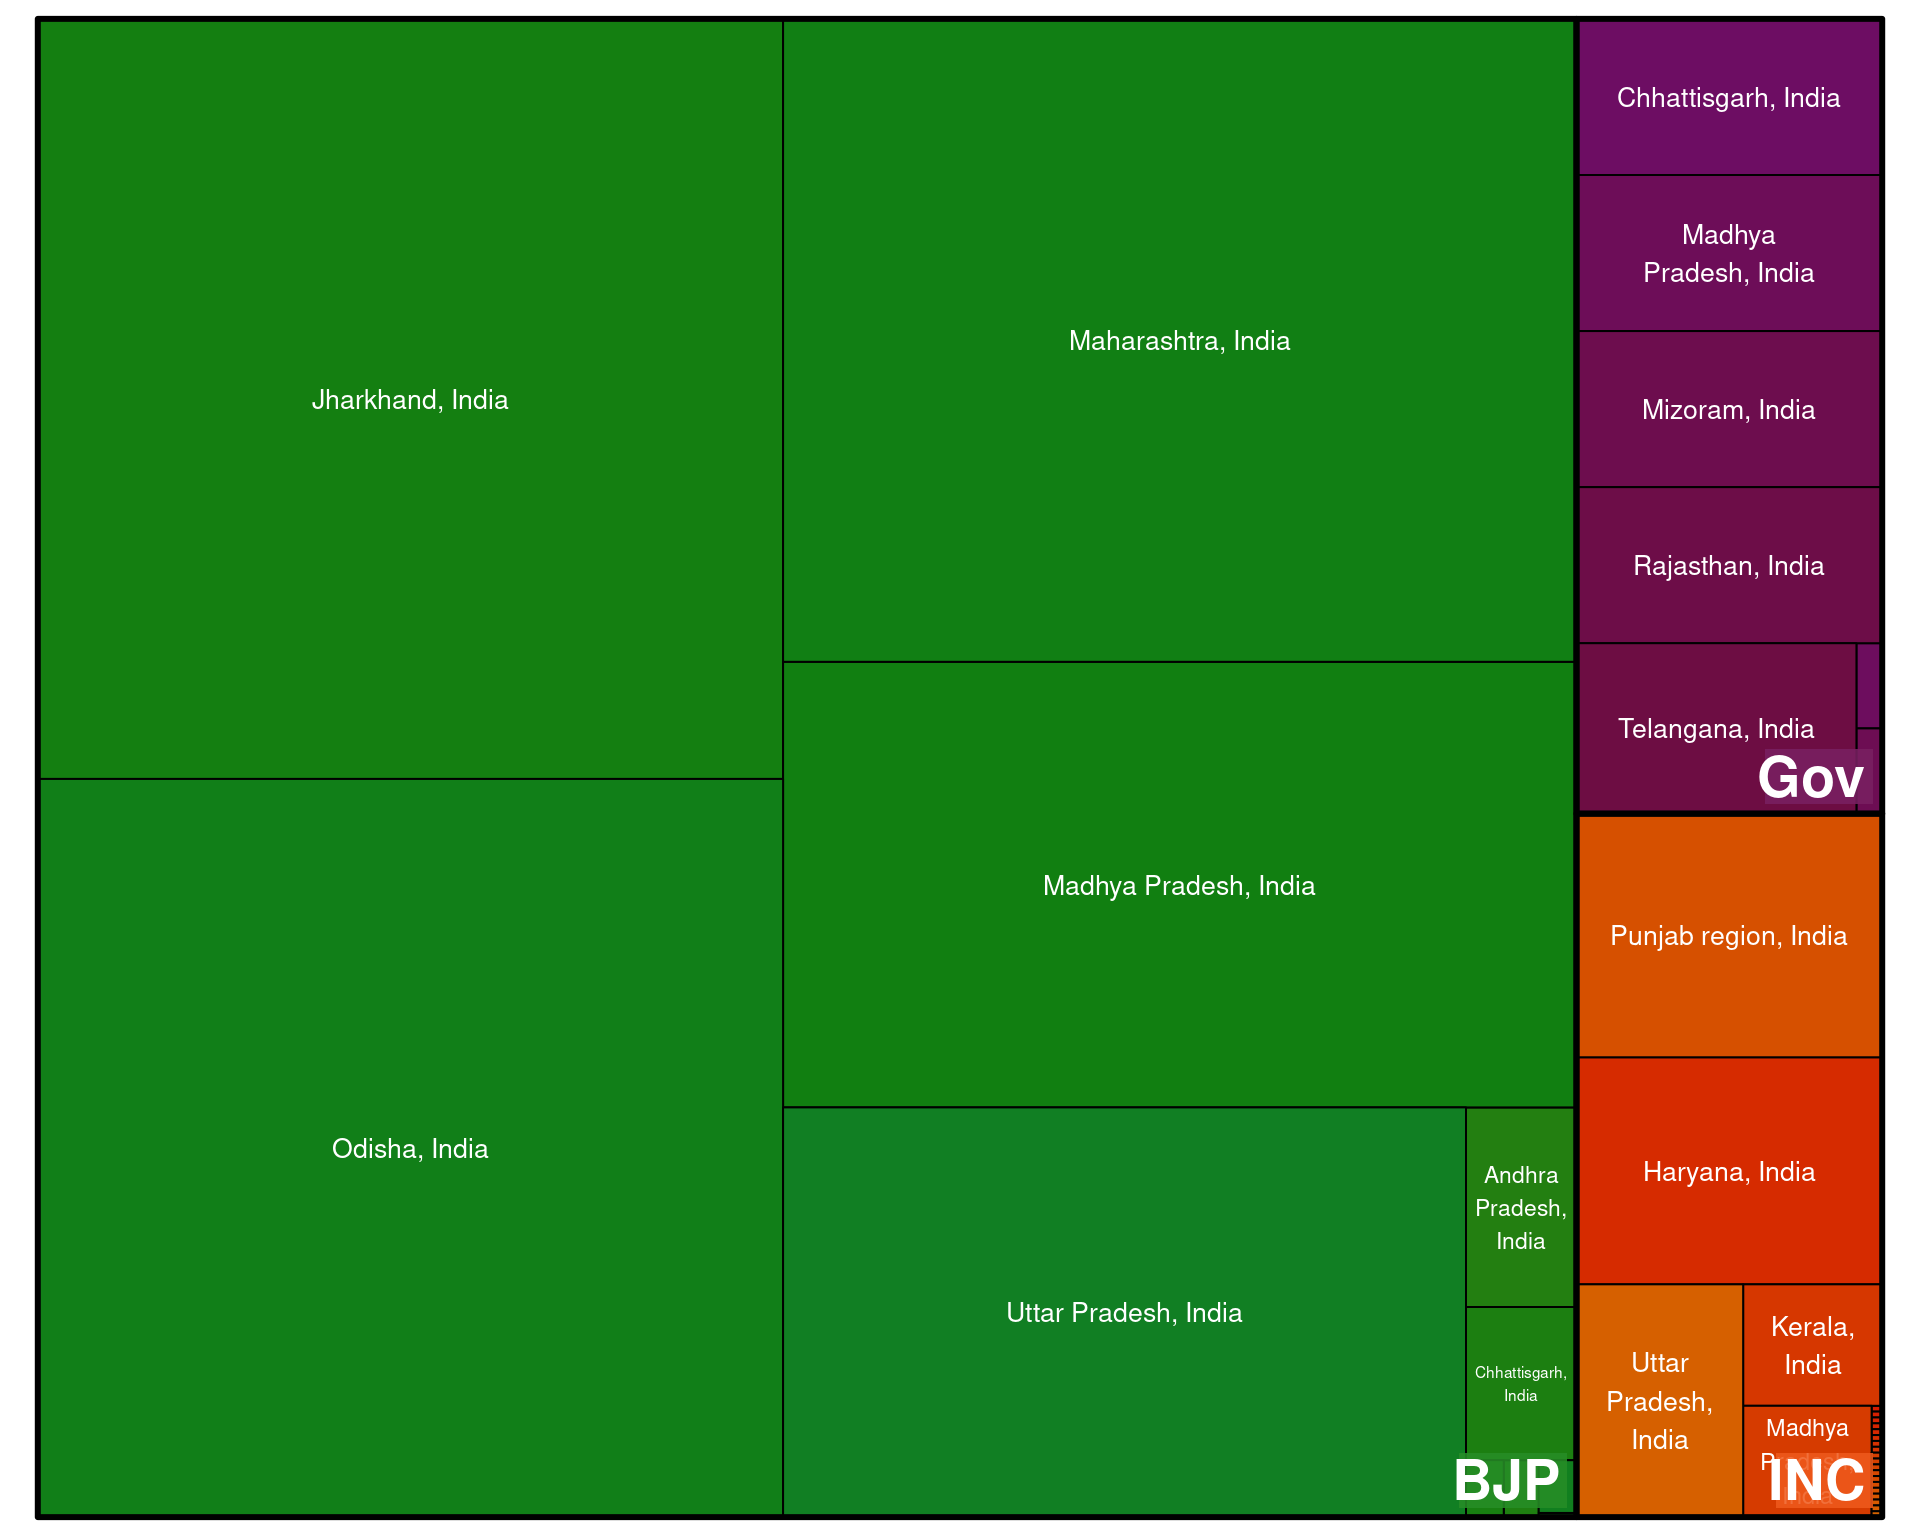 Jharkhand, India
Odisha, India
Maharashtra, India
Madhya Pradesh, India
Uttar Pradesh, India
Andhra
Pradesh,
India
Chhattisgarh,
India
BJP
Chhattisgarh, India
Madhya
Pradesh, India
Mizoram, India
Rajasthan, India
Telangana, India
Gov
Punjab region, India
Haryana, India
Uttar
Pradesh,
India
Kerala,
India
Madhya
India
INC